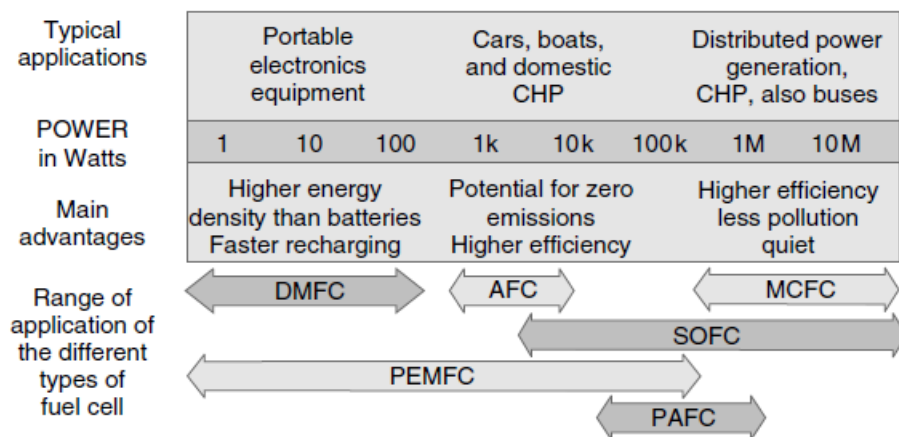 Typical
applications
Portable
electronics
equipment
Cars, boats,
and domestic
CHP
Distributed power
generation,
CHP, also buses
POWER
in Watts
1 10 100 1k 10k 100k 1M 10M
Main
advantages
Higher energy
density than batteries
Faster recharging
Potential for zero
emissions
Higher efficiency
Higher efficiency
less pollution
quiet
Range of
application of
the different
types of
fuel cell
DMFC AFC MCFC
SOFC
PEMFC
PAFC